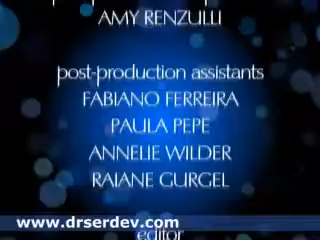 AMY RENZULLI
post-production assistants
FABIANO FERREIRA
PAULA PEPE
ANNELIE WILDER
RAIANE GURGEL
www.drserdev.com
editor